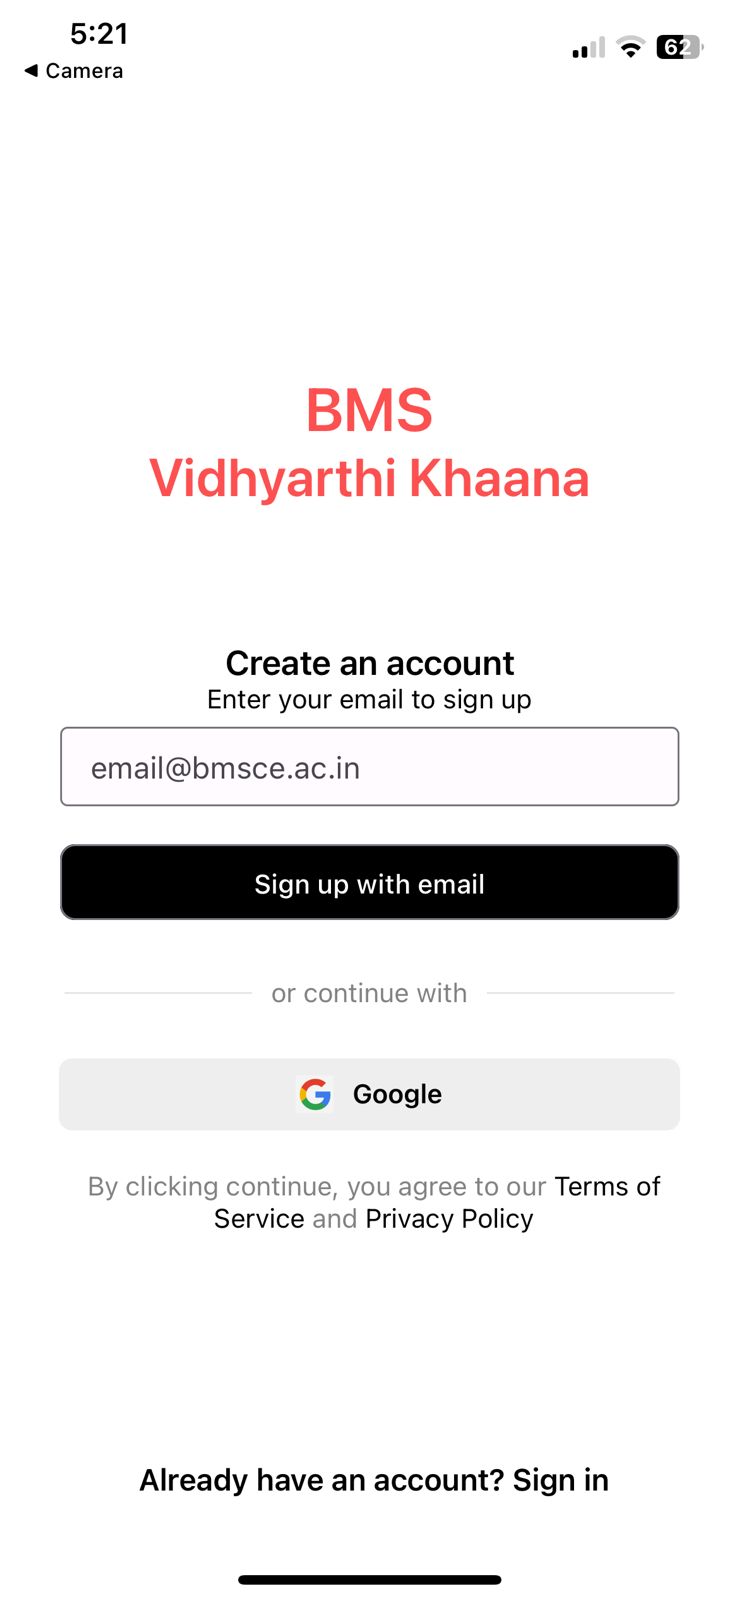 5:21
62
◀ Camera
BMS
Vidhyarthi Khaana
Create an account
Enter your email to sign up
email@bmsce.ac.in
Sign up with email
or continue with
Google
By clicking continue, you agree to our Terms of
Service and Privacy Policy
Already have an account? Sign in